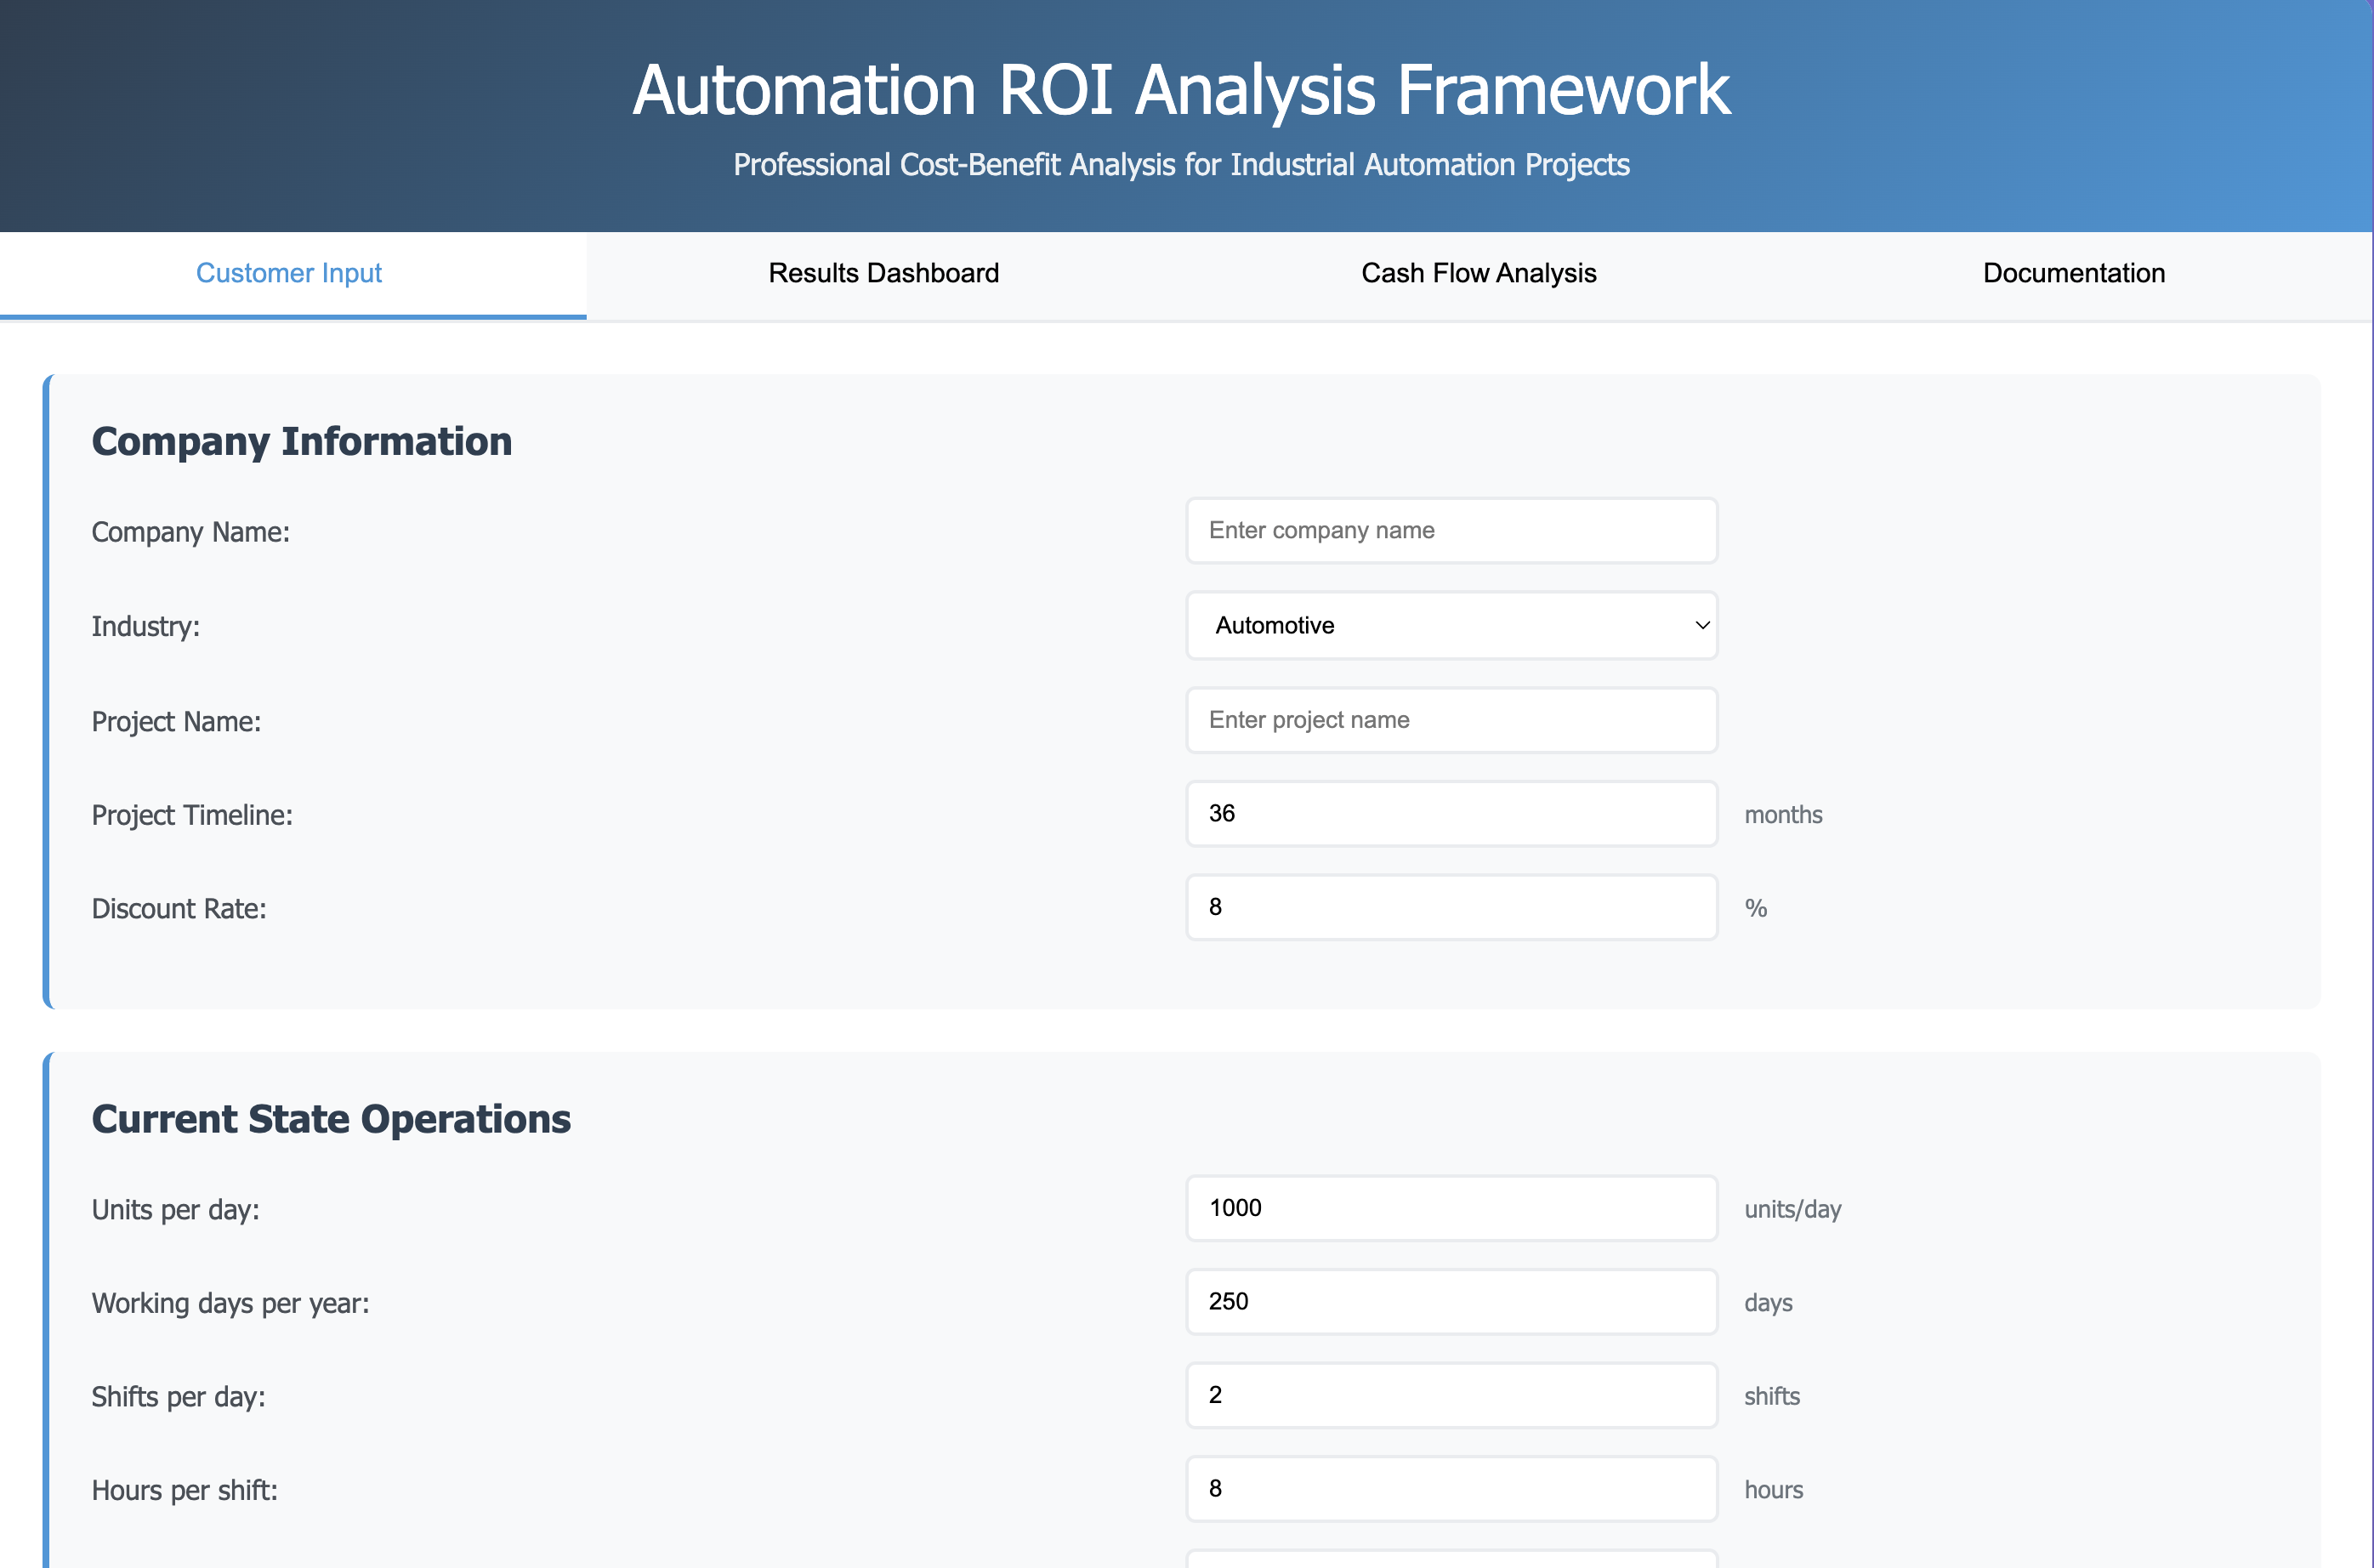 Automation ROI Analysis Framework
Professional Cost-Benefit Analysis for Industrial Automation Projects
Customer Input Results Dashboard Cash Flow Analysis Documentation
Company Information
Company Name: Enter company name
Industry: Automotive
Project Name: Enter project name
Project Timeline: 36 months
Discount Rate: 8 %
Current State Operations
Units per day: 1000 units/day
Working days per year: 250 days
Shifts per day: 2 shifts
Hours per shift: 8 hours